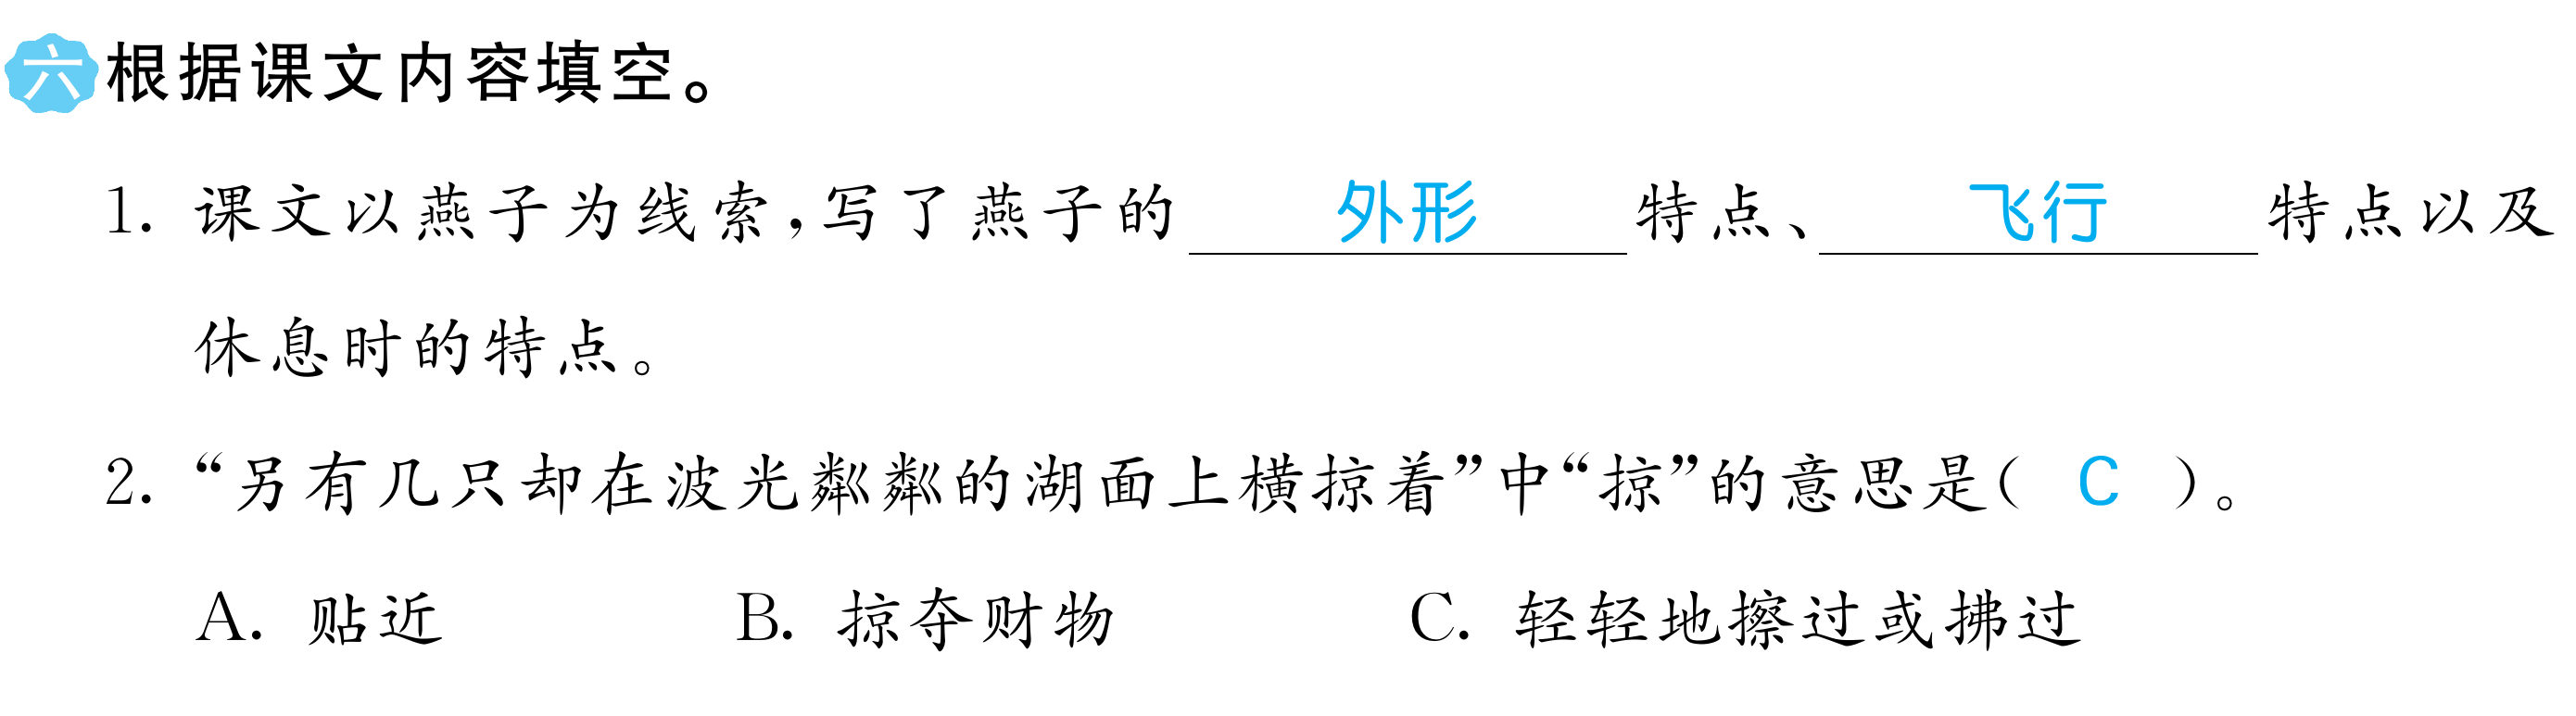 六 根据课文内容填空。
1. 课文以燕子为线索,写了燕子的 外形 特点、 飞行 特点以及
休息时的特点。
2. “另有几只却在波光粼粼的湖面上横掠着”中“掠”的意思是( C )。
A. 贴近 B. 掠夺财物 C. 轻轻地擦过或拂过